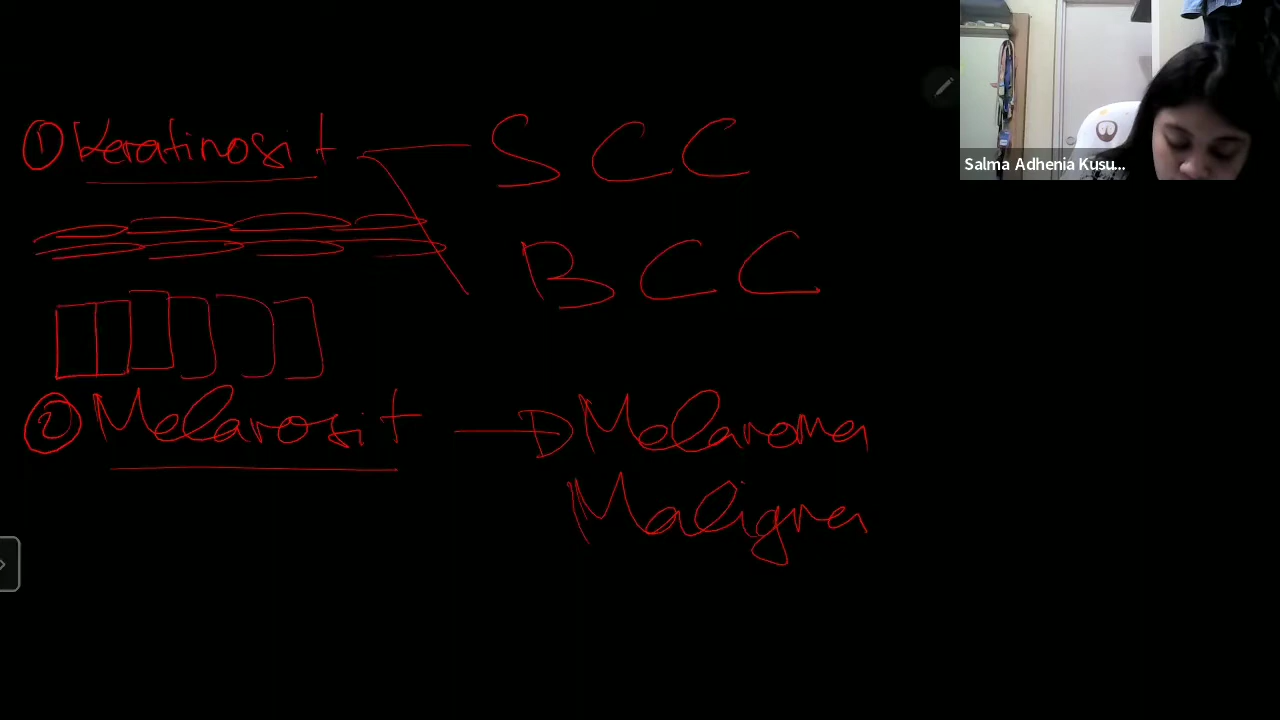 ① Keratinosit
SCC
BCC
② Melanosit
Melanoma
Maligna
Salma Adhenia Kusu...